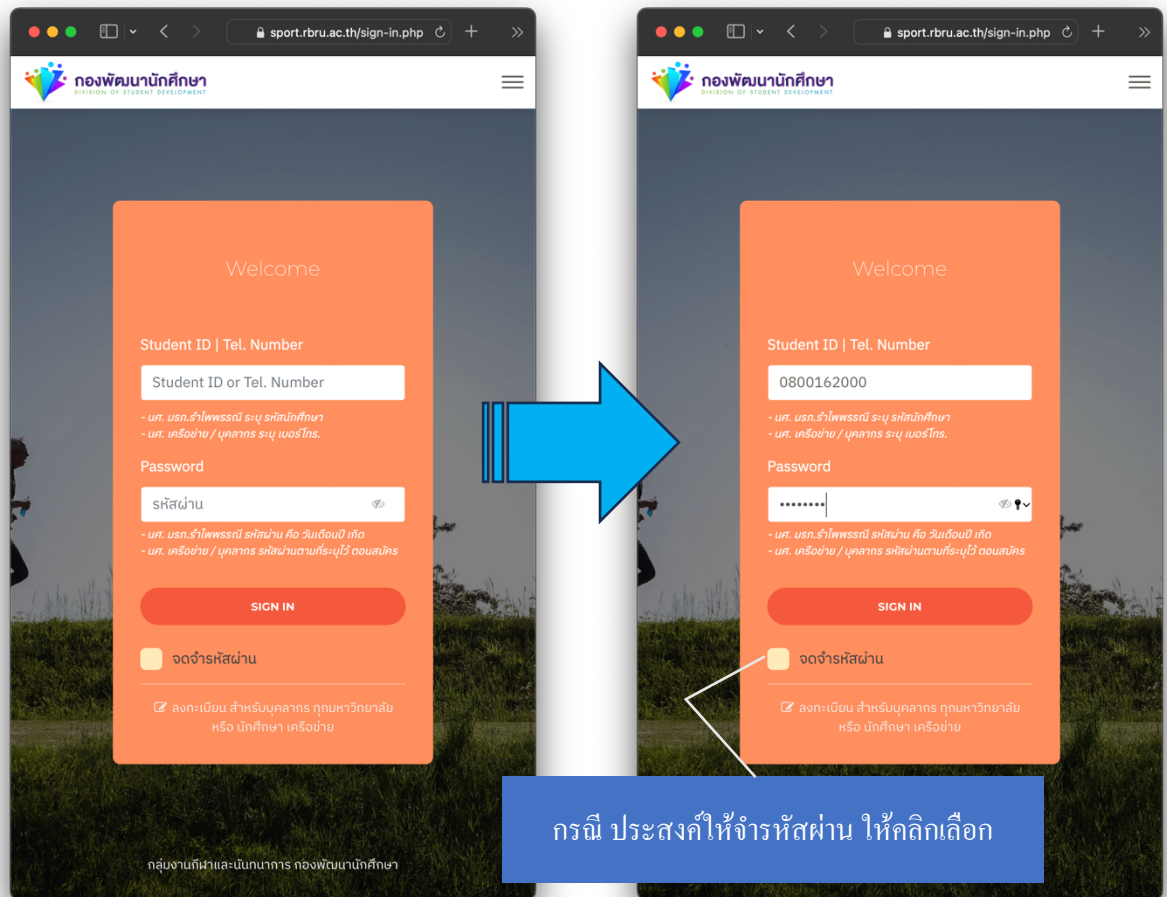 sport.rbru.ac.th/sign-in.php
กองพัฒนานักศึกษา
DIVISION OF STUDENT DEVELOPMENT
Welcome
Student ID | Tel. Number
Student ID or Tel. Number
- นศ. มรภ.รำไพพรรณี ระบุ รหัสนักศึกษา
- นศ. เครือข่าย / บุคลากร ระบุ เบอร์โทร.
Password
รหัสผ่าน
- นศ. มรภ.รำไพพรรณี รหัสผ่าน คือ วันเดือนปี เกิด
- นศ. เครือข่าย / บุคลากร รหัสผ่านตามที่ระบุไว้ ตอนสมัคร
SIGN IN
จดจำรหัสผ่าน
ลงทะเบียน สำหรับบุคลากร ทุกมหาวิทยาลัย
หรือ นักศึกษา เครือข่าย
กลุ่มงานกีฬาและนันทนาการ กองพัฒนานักศึกษา
sport.rbru.ac.th/sign-in.php
กองพัฒนานักศึกษา
DIVISION OF STUDENT DEVELOPMENT
Welcome
Student ID | Tel. Number
0800162000
- นศ. มรภ.รำไพพรรณี ระบุ รหัสนักศึกษา
- นศ. เครือข่าย / บุคลากร ระบุ เบอร์โทร.
Password
••••••••
- นศ. มรภ.รำไพพรรณี รหัสผ่าน คือ วันเดือนปี เกิด
- นศ. เครือข่าย / บุคลากร รหัสผ่านตามที่ระบุไว้ ตอนสมัคร
SIGN IN
จดจำรหัสผ่าน
ลงทะเบียน สำหรับบุคลากร ทุกมหาวิทยาลัย
หรือ นักศึกษา เครือข่าย
กรณี ประสงค์ให้จำรหัสผ่าน ให้คลิกเลือก